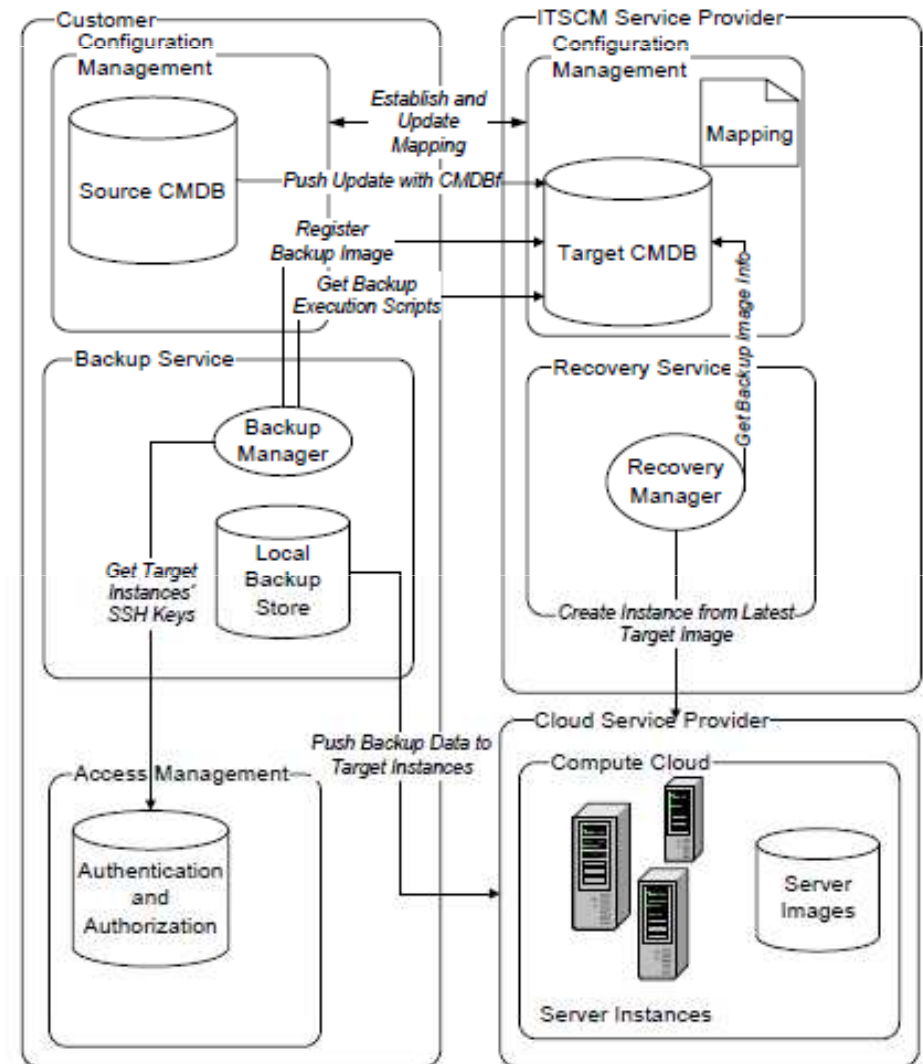 Customer
Configuration
Management
Source CMDB
Establish and
Update
Mapping
Push Update with CMDBf
Register
Backup Image
Get Backup
Execution Scripts
ITSCM Service Provider
Configuration
Management
Mapping
Target CMDB
Get Backup Image Info
Backup Service
Backup
Manager
Local
Backup
Store
Get Target
Instances'
SSH Keys
Recovery Service
Recovery
Manager
Create Instance from Latest
Target Image
Push Backup Data to
Target Instances
Access Management
Authentication
and
Authorization
Cloud Service Provider
Compute Cloud
Server
Images
Server Instances